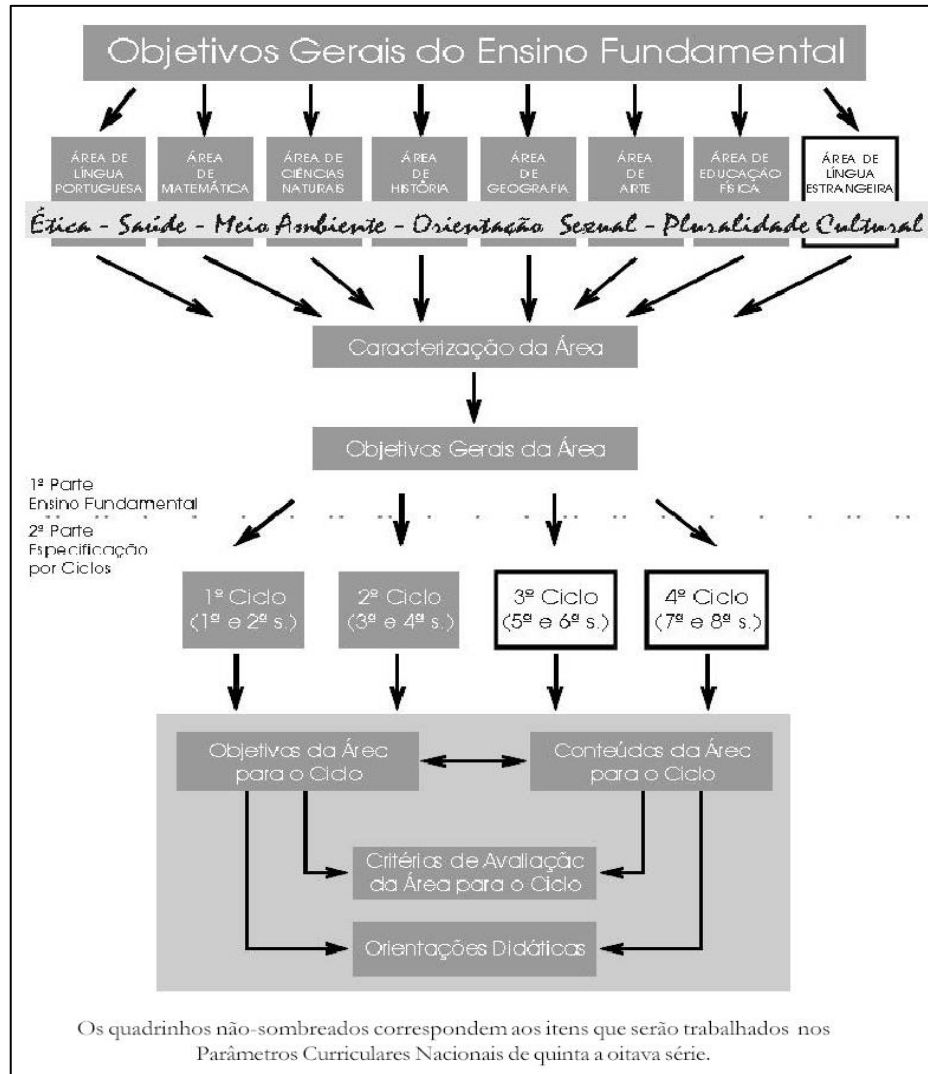 Objetivos Gerais do Ensino Fundamental
ÁREA DE
LÍNGUA
PORTUGUESA
ÁREA
DE
MATEMÁTICA
ÁREA DE
CIÊNCIAS
NATURAIS
ÁREA
DE
HISTÓRIA
ÁREA
DE
GEOGRAFIA
ÁREA
DE
ARTE
ÁREA DE
EDUCAÇÃO
FÍSICA
ÁREA DE
LÍNGUA
ESTRANGEIRA
Ética - Saúde - Meio Ambiente - Orientação Sexual - Pluralidade Cultural
Caracterização da Área
Objetivos Gerais da Área
1ª Parte
Ensino Fundamental
2ª Parte
Especificação
por Ciclos
1º Ciclo
(1ª e 2ª s.)
2º Ciclo
(3ª e 4ª s.)
3º Ciclo
(5ª e 6ª s.)
4º Ciclo
(7ª e 8ª s.)
Objetivos da Área
para o Ciclo
Conteúdos da Área
para o Ciclo
Critérios de Avaliação
da Área para o Ciclo
Orientações Didáticas
Os quadrinhos não-sombreados correspondem aos itens que serão trabalhados nos
Parâmetros Curriculares Nacionais de quinta a oitava série.